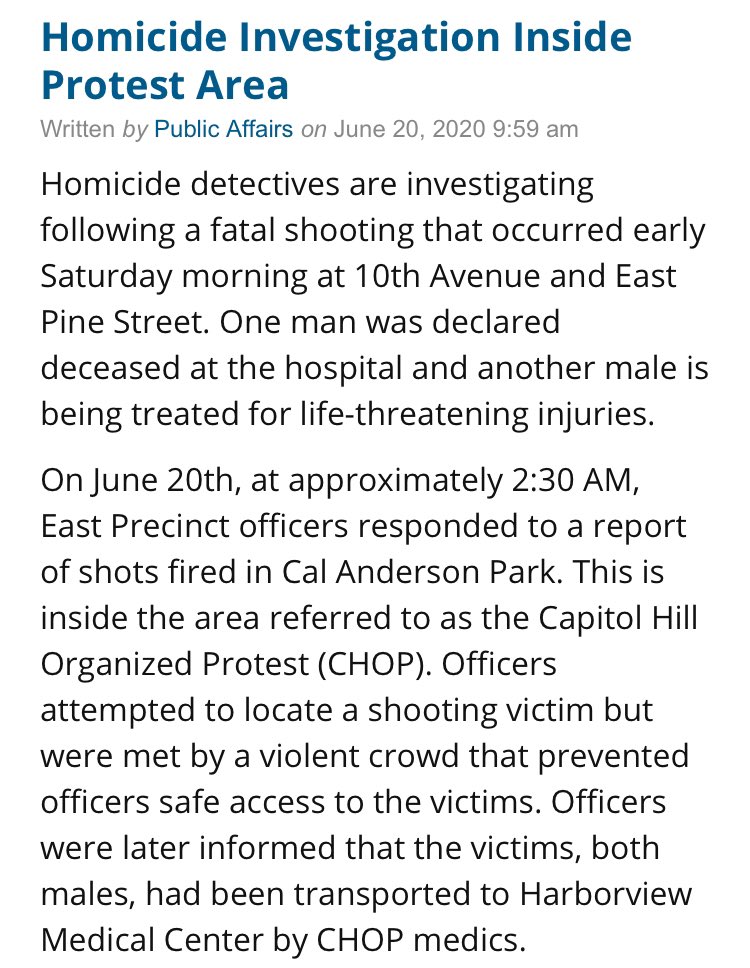 Homicide Investigation Inside
Protest Area
Written by Public Affairs on June 20, 2020 9:59 am
Homicide detectives are investigating
following a fatal shooting that occurred early
Saturday morning at 10th Avenue and East
Pine Street. One man was declared
deceased at the hospital and another male is
being treated for life-threatening injuries.
On June 20th, at approximately 2:30 AM,
East Precinct officers responded to a report
of shots fired in Cal Anderson Park. This is
inside the area referred to as the Capitol Hill
Organized Protest (CHOP). Officers
attempted to locate a shooting victim but
were met by a violent crowd that prevented
officers safe access to the victims. Officers
were later informed that the victims, both
males, had been transported to Harborview
Medical Center by CHOP medics.